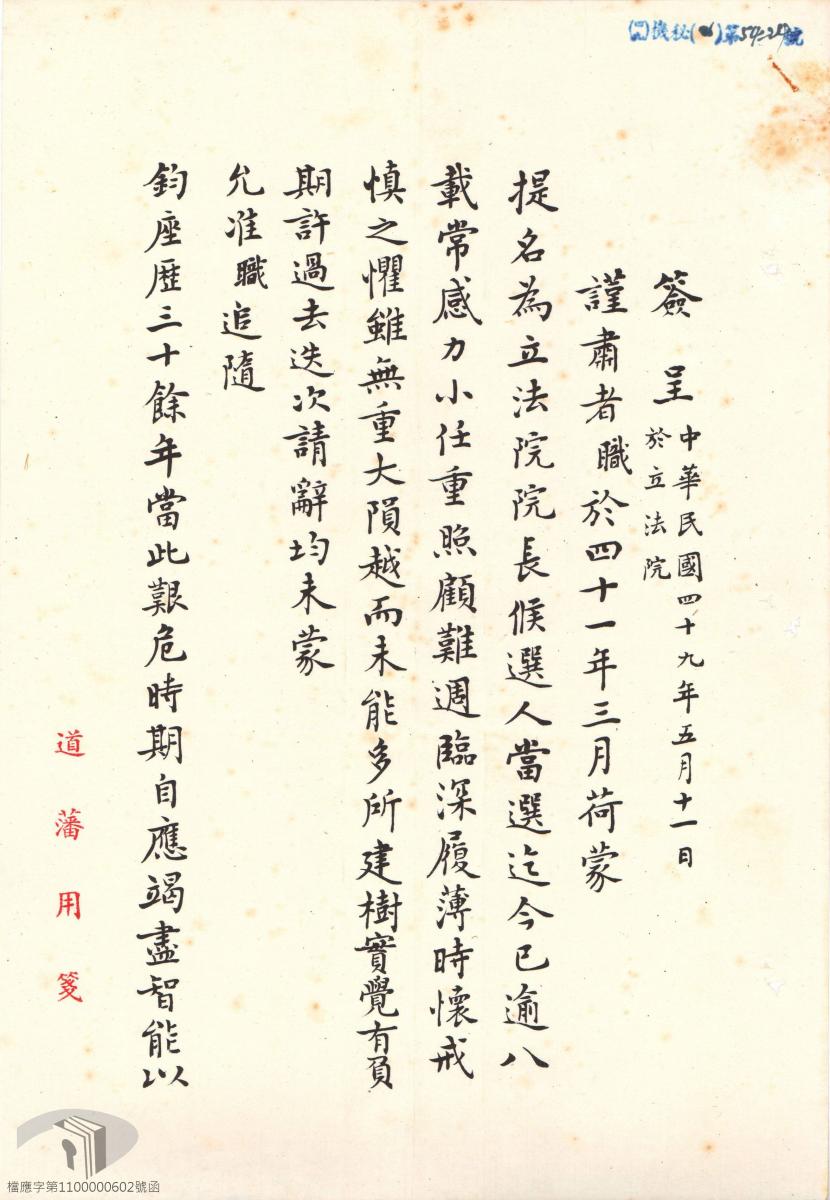 機秘( )第54-2 號
簽呈 中華民國四十九年五月十一日
於立法院
謹肅者職於四十一年三月荷蒙
提名為立法院院長候選人當選迄今已逾八
載常感力小任重照顧難週臨深履薄時懷戒
慎之懼雖無重大隕越而未能多所建樹實覺有負
期許過去迭次請辭均未蒙
允准職追隨
鈞座歷三十餘年當此艱危時期自應竭盡智能以
道藩用箋
檔應字第1100000602號函